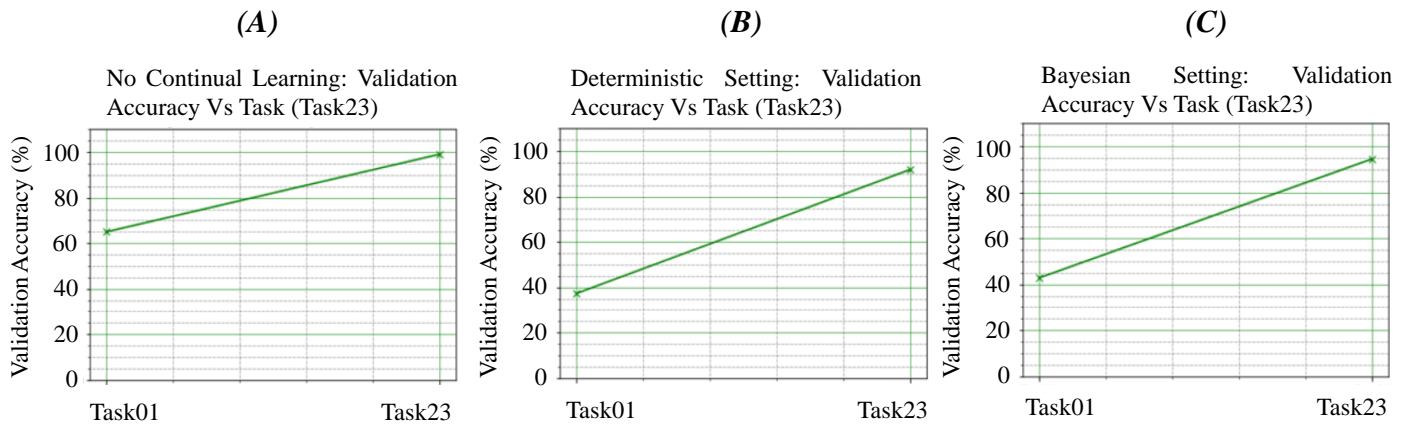 (A)
No Continual Learning: Validation
Accuracy Vs Task (Task23)
Validation Accuracy (%)
100
80
60
40
20
0
Task01 Task23
(B)
Deterministic Setting: Validation
Accuracy Vs Task (Task23)
Validation Accuracy (%)
100
80
60
40
20
0
Task01 Task23
(C)
Bayesian Setting: Validation
Accuracy Vs Task (Task23)
Validation Accuracy (%)
100
80
60
40
20
0
Task01 Task23